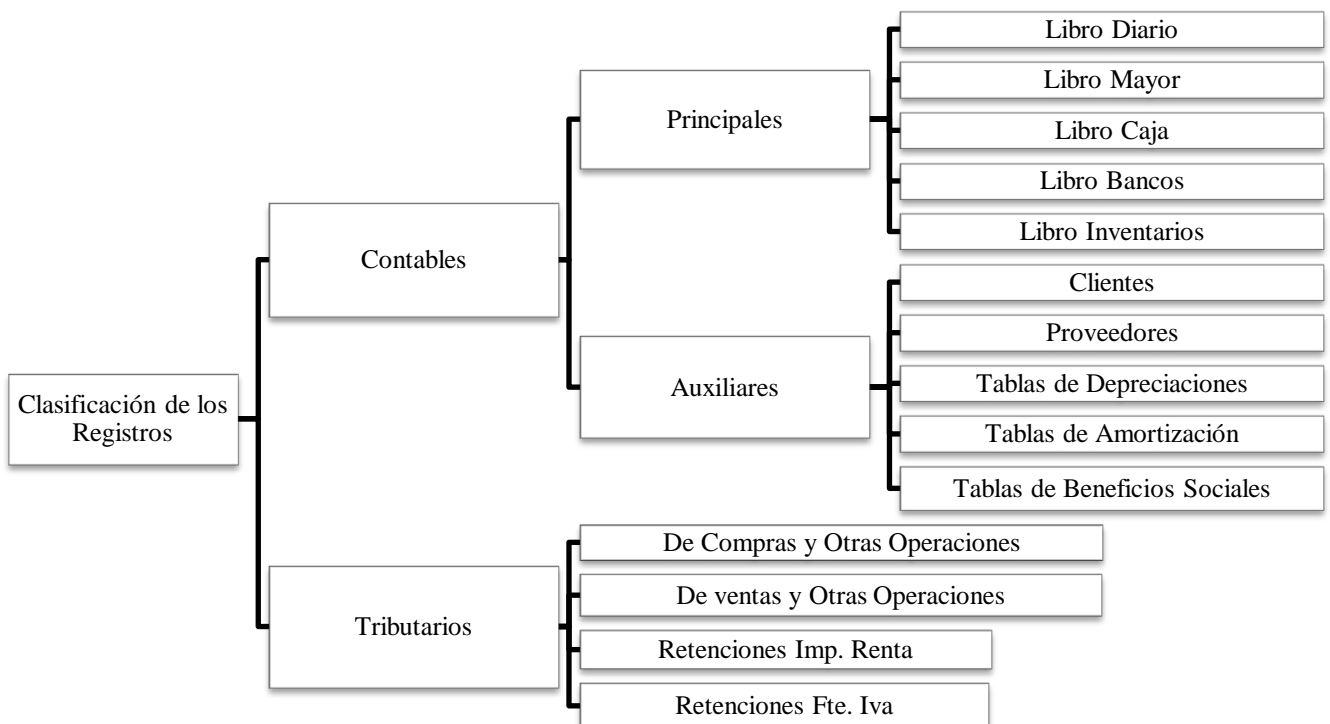 Clasificación de los
Registros
Contables
Principales
Libro Diario
Libro Mayor
Libro Caja
Libro Bancos
Libro Inventarios
Auxiliares
Clientes
Proveedores
Tablas de Depreciaciones
Tablas de Amortización
Tablas de Beneficios Sociales
Tributarios
De Compras y Otras Operaciones
De ventas y Otras Operaciones
Retenciones Imp. Renta
Retenciones Fte. Iva